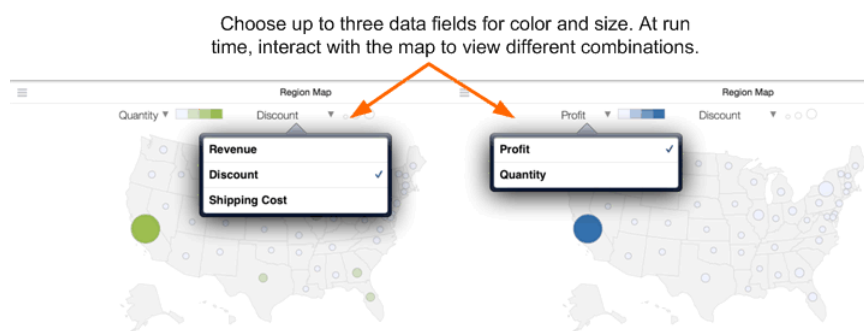 Choose up to three data fields for color and size. At run
time, interact with the map to view different combinations.
Region Map
Quantity
Discount
Revenue
Discount
Shipping Cost
Region Map
Profit
Discount
Profit
Quantity